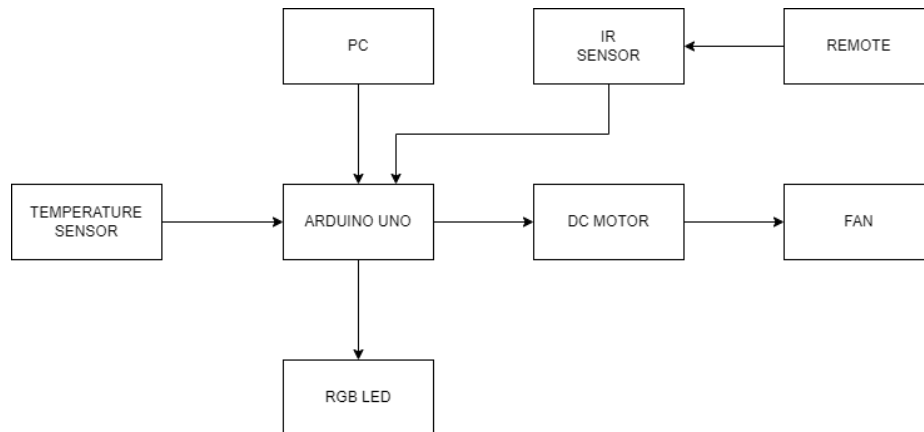 PC
IR
SENSOR
REMOTE
TEMPERATURE
SENSOR
ARDUINO UNO
DC MOTOR
FAN
RGB LED